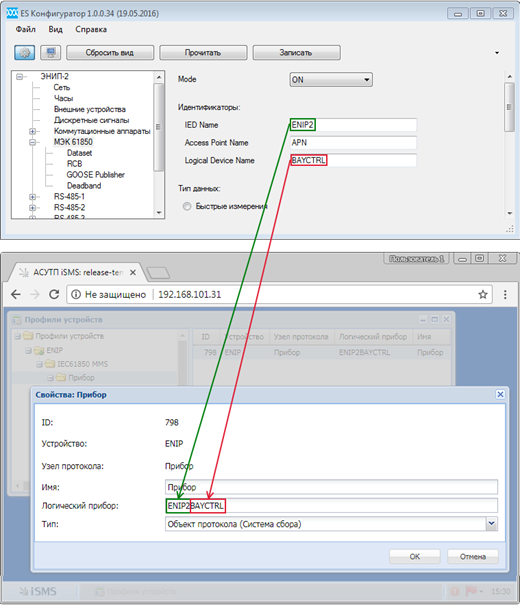 ES Конфигуратор 1.0.0.34 (19.05.2016)
Файл Вид Справка
Сбросить вид Прочитать Записать
ЭНИП-2
Сеть
Часы
Внешние устройства
Дискретные сигналы
Коммутационные аппараты
МЭК 61850
Dataset
RCB
GOOSE Publisher
Deadband
RS-485-1
RS-485-2
RS-485-3
Mode ON
Идентификаторы:
IED Name ENIP2
Access Point Name APN
Logical Device Name BAYCTRL
Тип данных:
Быстрые измерения
Пользователь 1
АСУТП iSMS: release-ten
Не защищено 192.168.101.31
Профили устройств
Профили устройств
ENIP
IEC61850 MMS
Прибор
ID Устройство Узел протокола Логический прибор Имя
798 ENIP Прибор ENIP2BAYCTRL Прибор
Свойства: Прибор
ID: 798
Устройство: ENIP
Узел протокола: Прибор
Имя: Прибор
Логический прибор: ENIP2BAYCTRL
Тип: Объект протокола (Система сбора)
OK Отмена
iSMS Профили устройств 15:30